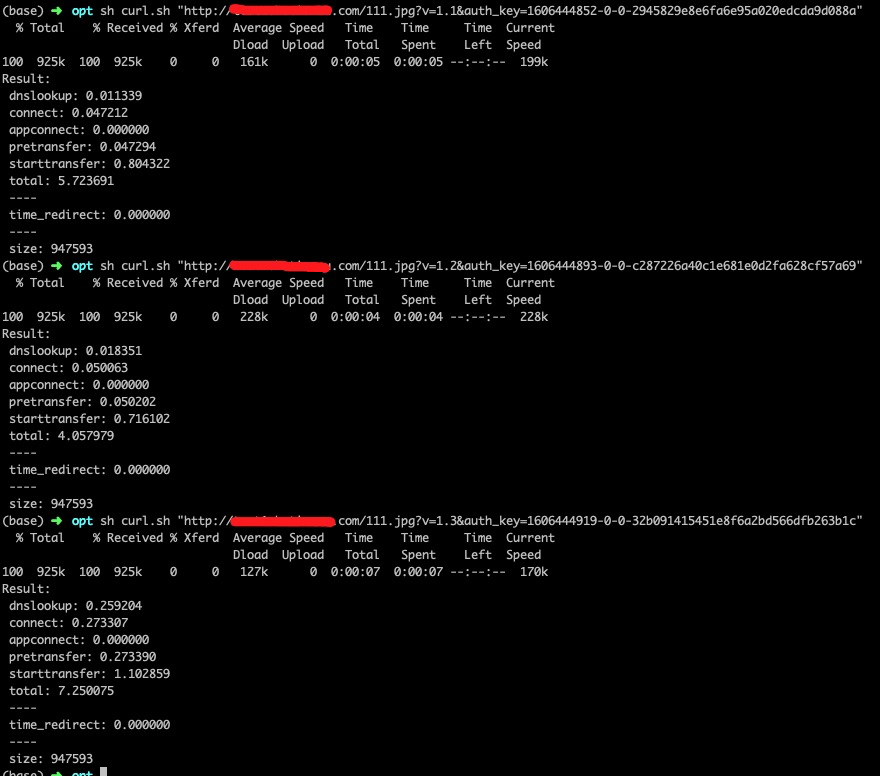 (base) ➜ opt sh curl.sh "http://.com/111.jpg?v=1.1&auth_key=1606444852-0-0-2945829e8e6fa6e95a020edcda9d088a"
% Total % Received % Xferd Average Speed Time Time Time Current
Dload Upload Total Spent Left Speed
100 925k 100 925k 0 0 161k 0 0:00:05 0:00:05 --:--:-- 199k
Result:
dnslookup: 0.011339
connect: 0.047212
appconnect: 0.000000
pretransfer: 0.047294
starttransfer: 0.804322
total: 5.723691
----
time_redirect: 0.000000
----
size: 947593
(base) ➜ opt sh curl.sh "http://.com/111.jpg?v=1.2&auth_key=1606444893-0-0-c287226a40c1e681e0d2fa628cf57a69"
% Total % Received % Xferd Average Speed Time Time Time Current
Dload Upload Total Spent Left Speed
100 925k 100 925k 0 0 228k 0 0:00:04 0:00:04 --:--:-- 228k
Result:
dnslookup: 0.018351
connect: 0.050063
appconnect: 0.000000
pretransfer: 0.050202
starttransfer: 0.716102
total: 4.057979
----
time_redirect: 0.000000
----
size: 947593
(base) ➜ opt sh curl.sh "http://.com/111.jpg?v=1.3&auth_key=1606444919-0-0-32b091415451e8f6a2bd566dfb263b1c"
% Total % Received % Xferd Average Speed Time Time Time Current
Dload Upload Total Spent Left Speed
100 925k 100 925k 0 0 127k 0 0:00:07 0:00:07 --:--:-- 170k
Result:
dnslookup: 0.259204
connect: 0.273307
appconnect: 0.000000
pretransfer: 0.273390
starttransfer: 1.102859
total: 7.250075
----
time_redirect: 0.000000
----
size: 947593
(base) ➜ opt